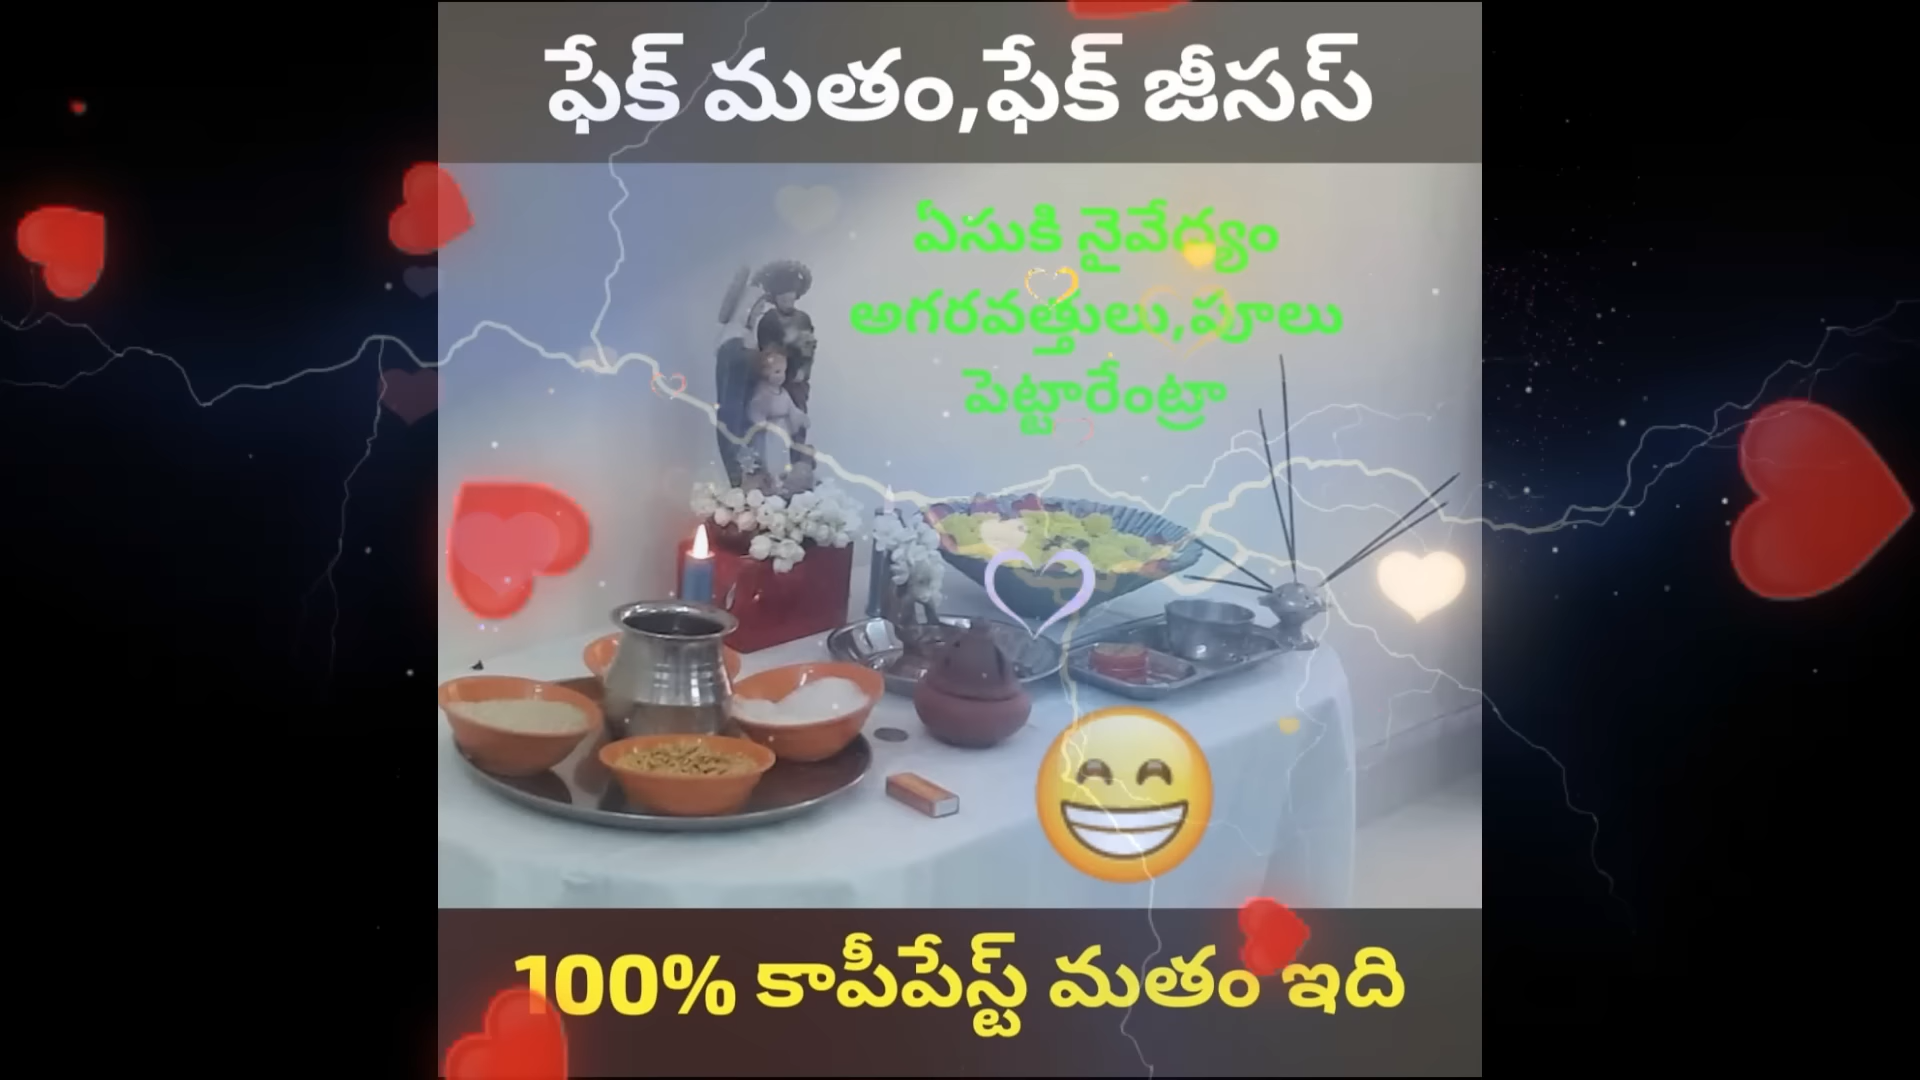 ఫేక్ మతం,ఫేక్ జీసస్
ఏసుకి నైవేద్యం
అగరవత్తులు,పూలు
పెట్టారేంట్రా
100% కాపీపేస్ట్ మతం ఇది